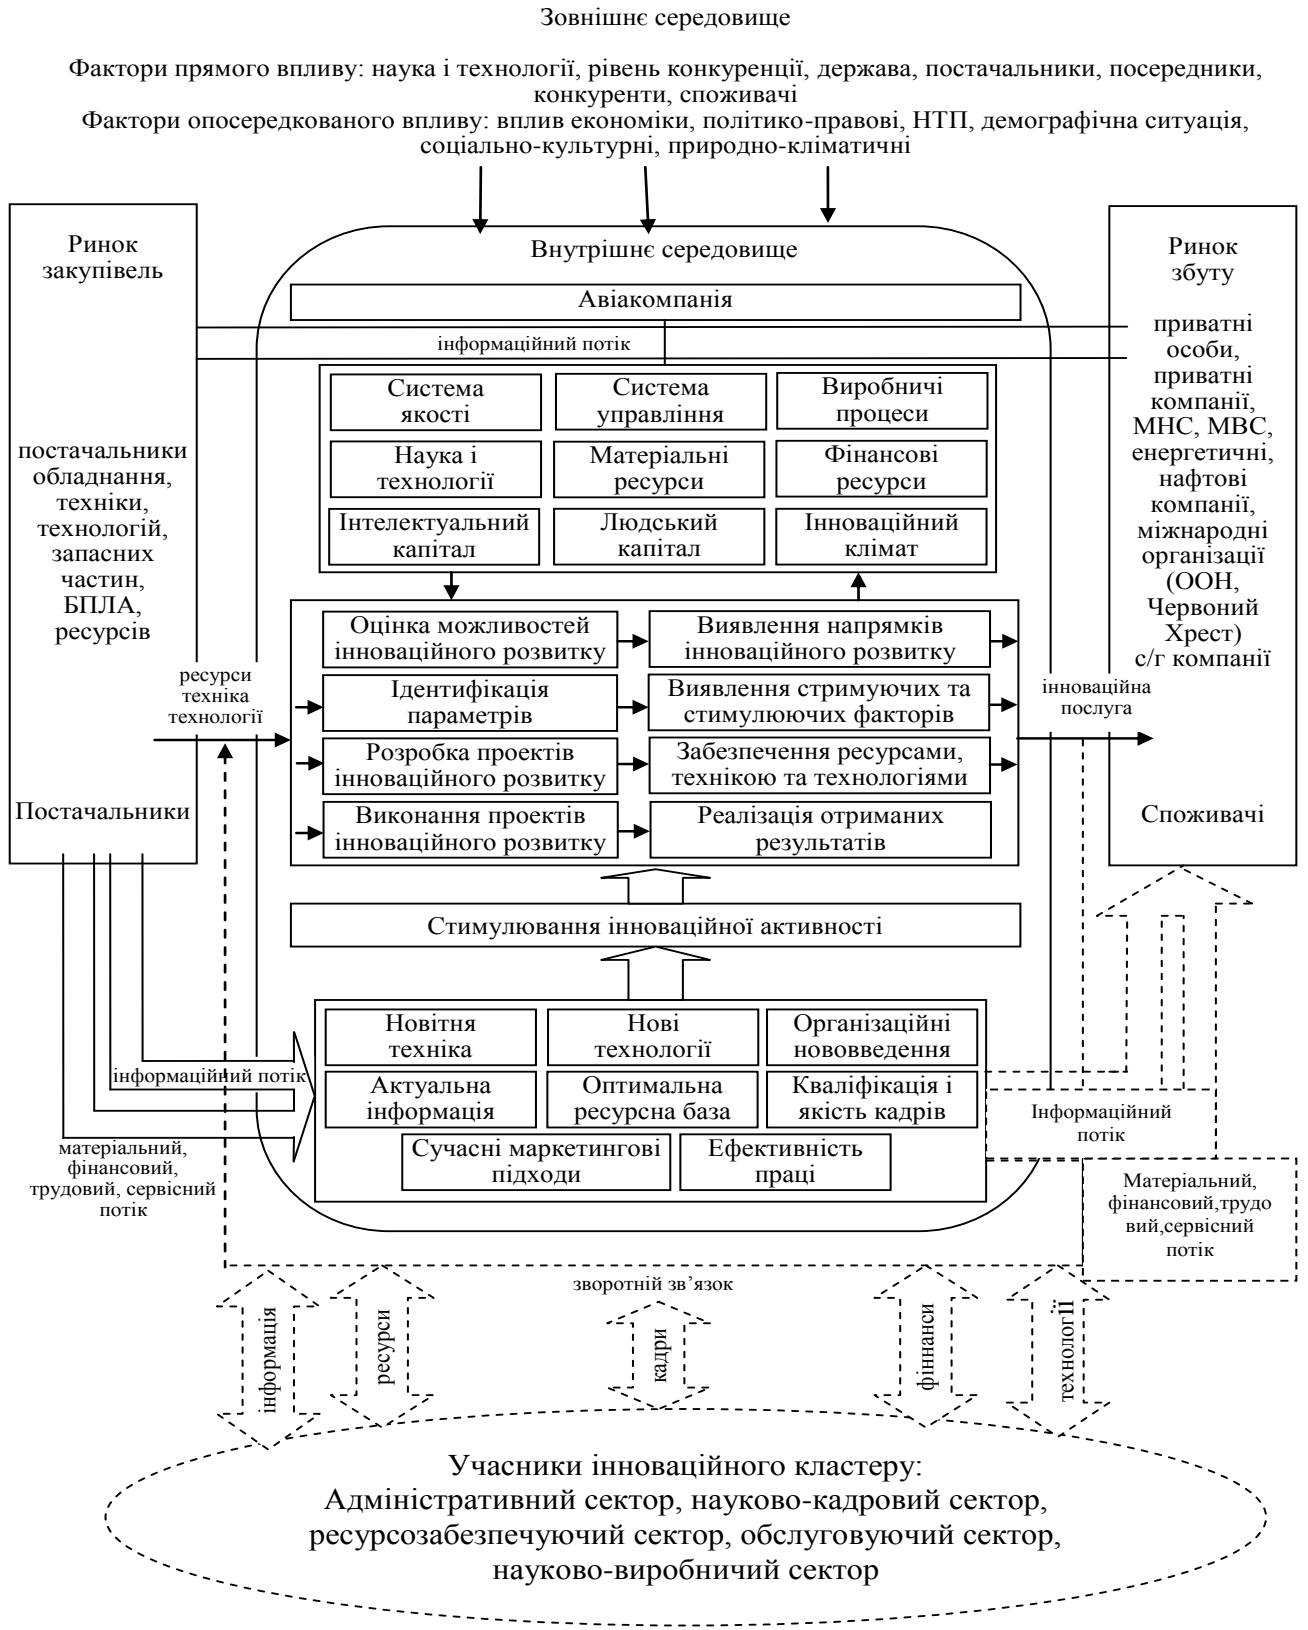 Зовнішнє середовище
Фактори прямого впливу: наука і технології, рівень конкуренції, держава, постачальники, посередники,
конкуренти, споживачі
Фактори опосередкованого впливу: вплив економіки, політико-правові, НТП, демографічна ситуація,
соціально-культурні, природно-кліматичні
Ринок
закупівель
постачальники
обладнання,
техніки,
технологій,
запасних
частин,
БПЛА,
ресурсів
Постачальники
Внутрішнє середовище
Авіакомпанія
інформаційний потік
Система
якості
Система
управління
Виробничі
процеси
Наука і
технології
Матеріальні
ресурси
Фінансові
ресурси
Інтелектуальний
капітал
Людський
капітал
Інноваційний
клімат
Ринок
збуту
приватні
особи,
приватні
компанії,
МНС, МВС,
енергетичні,
нафтові
компанії,
міжнародні
організації
(ООН,
Червоний
Хрест)
с/г компанії
Споживачі
ресурси
техніка
технології
Оцінка можливостей
інноваційного розвитку
Виявлення напрямків
інноваційного розвитку
Ідентифікація
параметрів
Виявлення стримуючих та
стимулюючих факторів
Розробка проектів
інноваційного розвитку
Забезпечення ресурсами,
технікою та технологіями
Виконання проектів
інноваційного розвитку
Реалізація отриманих
результатів
інноваційна
послуга
Стимулювання інноваційної активності
Новітня
техніка
Нові
технології
Організаційні
нововведення
Актуальна
інформація
Оптимальна
ресурсна база
Кваліфікація і
якість кадрів
Сучасні маркетингові
підходи
Ефективність
праці
інформаційний потік
матеріальний,
фінансовий,
трудовий, сервісний
потік
Інформаційний
потік
Матеріальний,
фінансовий,трудо
вий,сервісний
потік
зворотній зв’язок
інформація
ресурси
кадри
фіннанси
технології
Учасники інноваційного кластеру:
Адміністративний сектор, науково-кадровий сектор,
ресурсозабезпечуючий сектор, обслуговуючий сектор,
науково-виробничий сектор